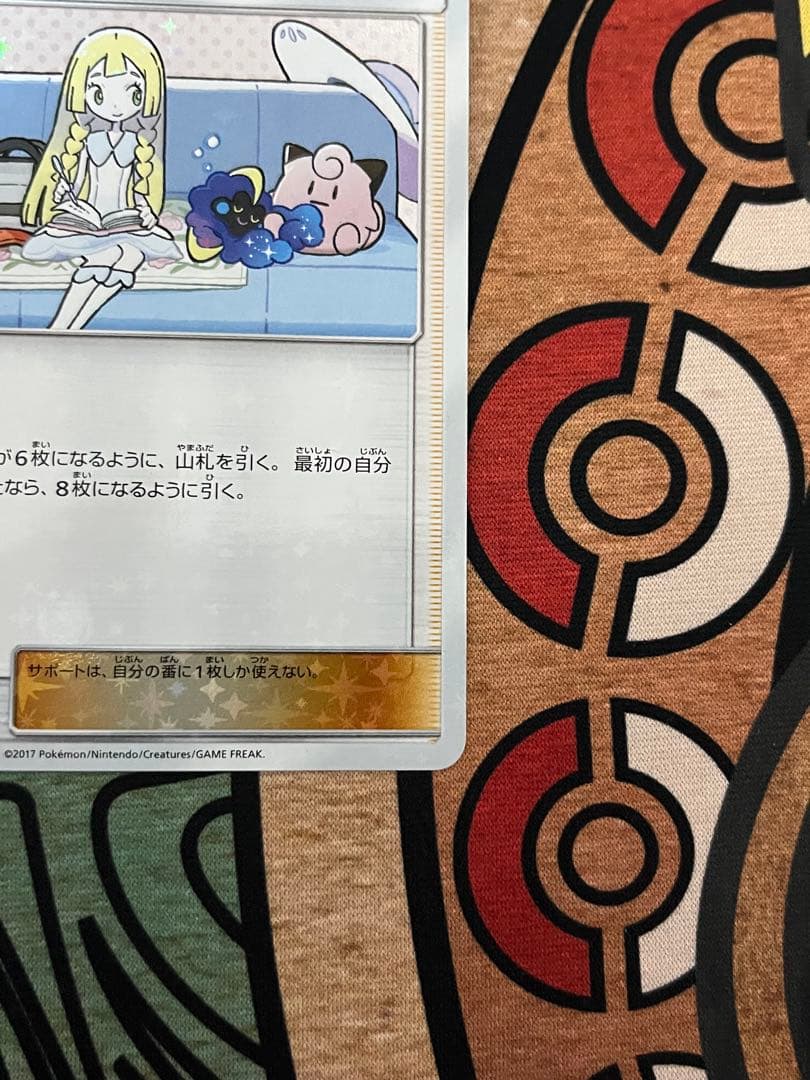 が6枚になるように、山札を引く。最初の自分
なら、8枚になるように引く。
サポートは、自分の番に1枚しか使えない。
©2017 Pokémon/Nintendo/Creatures/GAME FREAK.